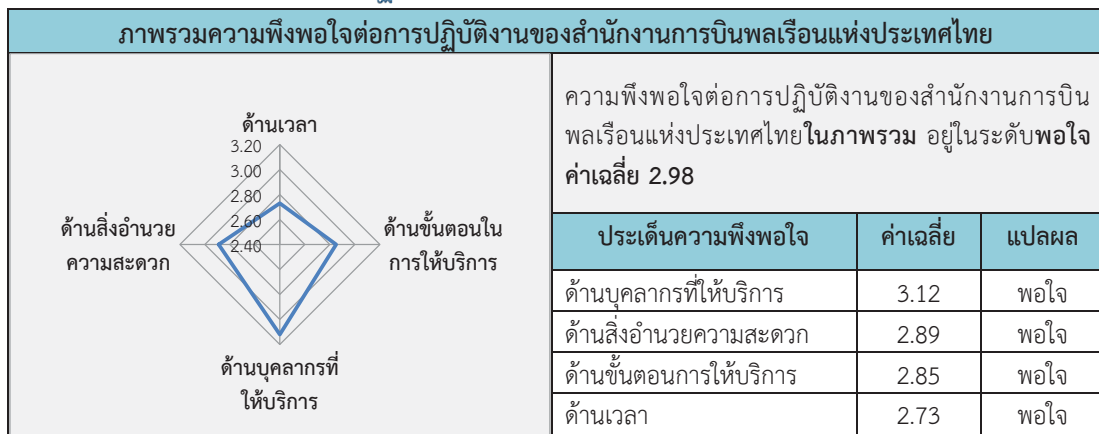 ภาพรวมความพึงพอใจต่อการปฏิบัติงานของสำนักงานการบินพลเรือนแห่งประเทศไทย
ด้านเวลา
3.20
3.00
2.80
2.60
2.40
ด้านสิ่งอำนวย
ความสะดวก
ด้านขั้นตอนใน
การให้บริการ
ด้านบุคลากรที่
ให้บริการ
ความพึงพอใจต่อการปฏิบัติงานของสำนักงานการบิน
พลเรือนแห่งประเทศไทยในภาพรวม อยู่ในระดับพอใจ
ค่าเฉลี่ย 2.98
ประเด็นความพึงพอใจ ค่าเฉลี่ย แปลผล
ด้านบุคลากรที่ให้บริการ 3.12 พอใจ
ด้านสิ่งอำนวยความสะดวก 2.89 พอใจ
ด้านขั้นตอนการให้บริการ 2.85 พอใจ
ด้านเวลา 2.73 พอใจ